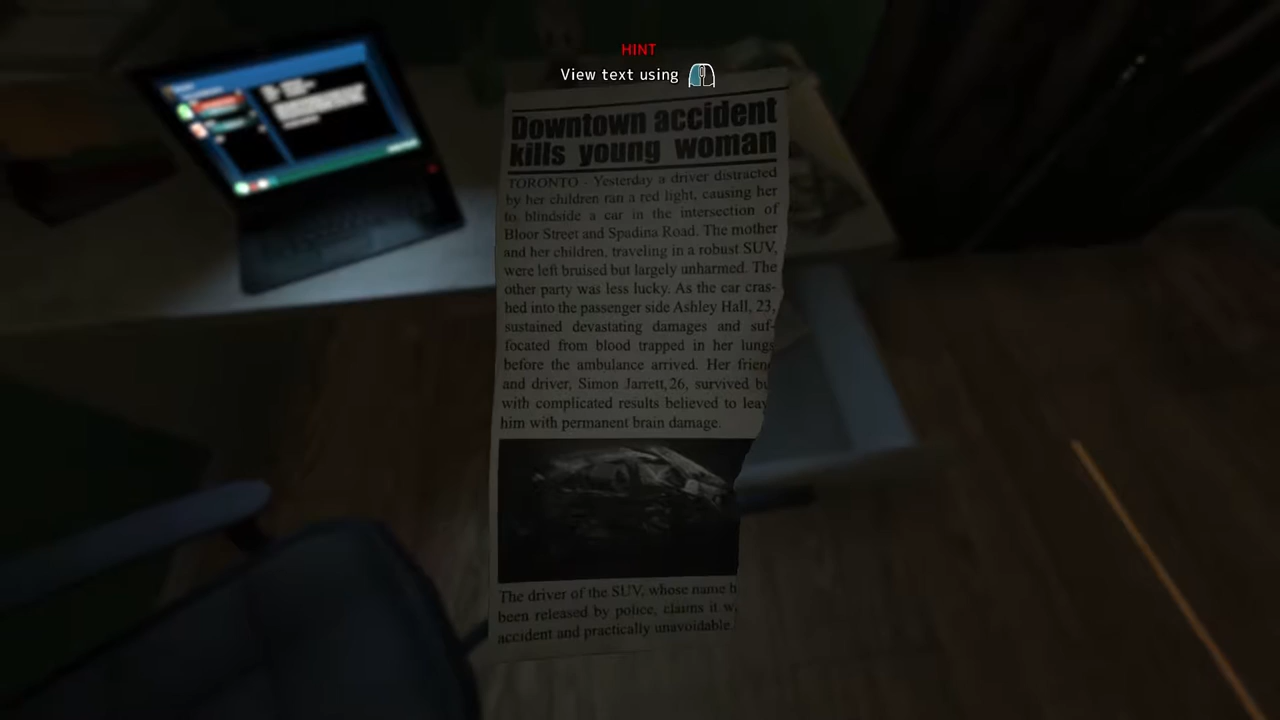 HINT
View text using
Downtown accident
kills young woman
TORONTO - Yesterday a driver distracted
by her children ran a red light, causing her
to blindside a car in the intersection of
Bloor Street and Spadina Road. The mother
and her children, traveling in a robust SUV,
were left bruised but largely unharmed. The
other party was less lucky. As the car cras-
hed into the passenger side Ashley Hall, 23,
sustained devastating damages and suf-
focated from blood trapped in her lungs
before the ambulance arrived. Her frien
and driver, Simon Jarrett, 26, survived bu
with complicated results believed to leav
him with permanent brain damage.
The driver of the SUV, whose name h
been released by police, claims it w
accident and practically unavoidable.